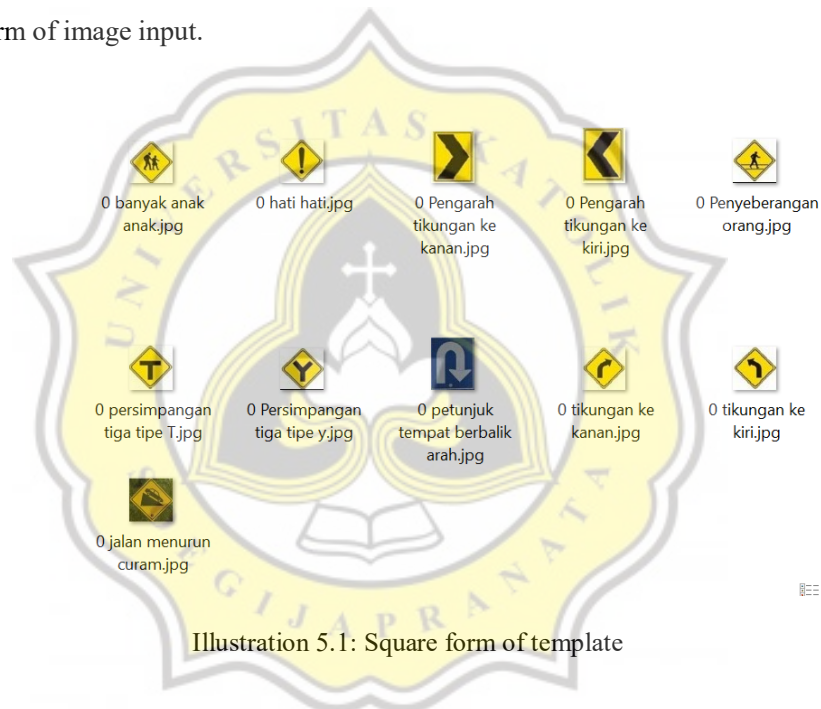 rm of image input.
UNIVERSITAS KATOLIK
0 banyak anak
anak.jpg
0 hati hati.jpg
0 Pengarah
tikungan ke
kanan.jpg
0 Pengarah
tikungan ke
kiri.jpg
0 Penyeberangan
orang.jpg
0 persimpangan
tiga tipe T.jpg
0 Persimpangan
tiga tipe y.jpg
0 petunjuk
tempat berbalik
arah.jpg
0 tikungan ke
kanan.jpg
0 tikungan ke
kiri.jpg
0 jalan menurun
curam.jpg
SOEGIJAPRANATA
Illustration 5.1: Square form of template